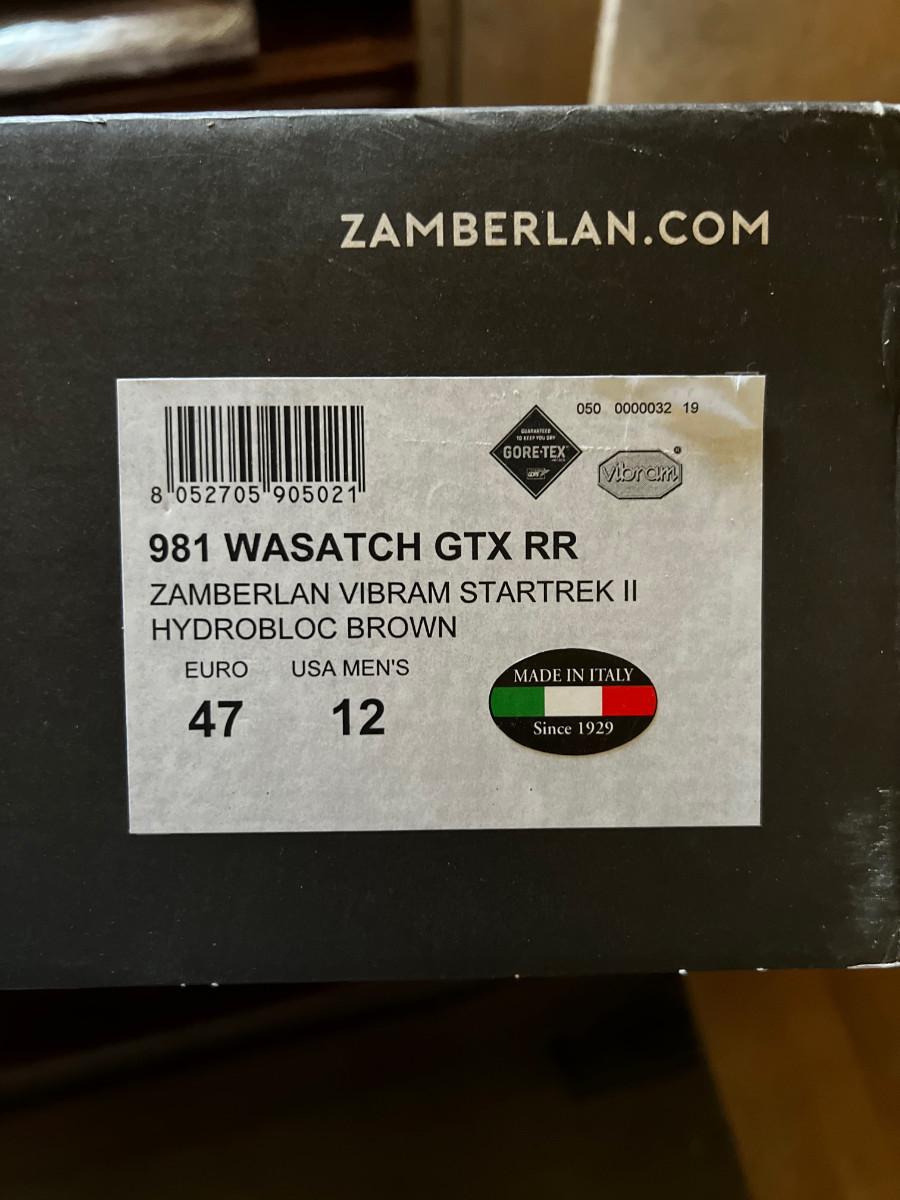 ZAMBERLAN.COM
050 0000032 19
GUARANTEED
TO KEEP YOU DRY
GORE-TEX
vibram®
8 052705 905021
981 WASATCH GTX RR
ZAMBERLAN VIBRAM STARTREK II
HYDROBLOC BROWN
EURO USA MEN'S
47 12
MADE IN ITALY
Since 1929